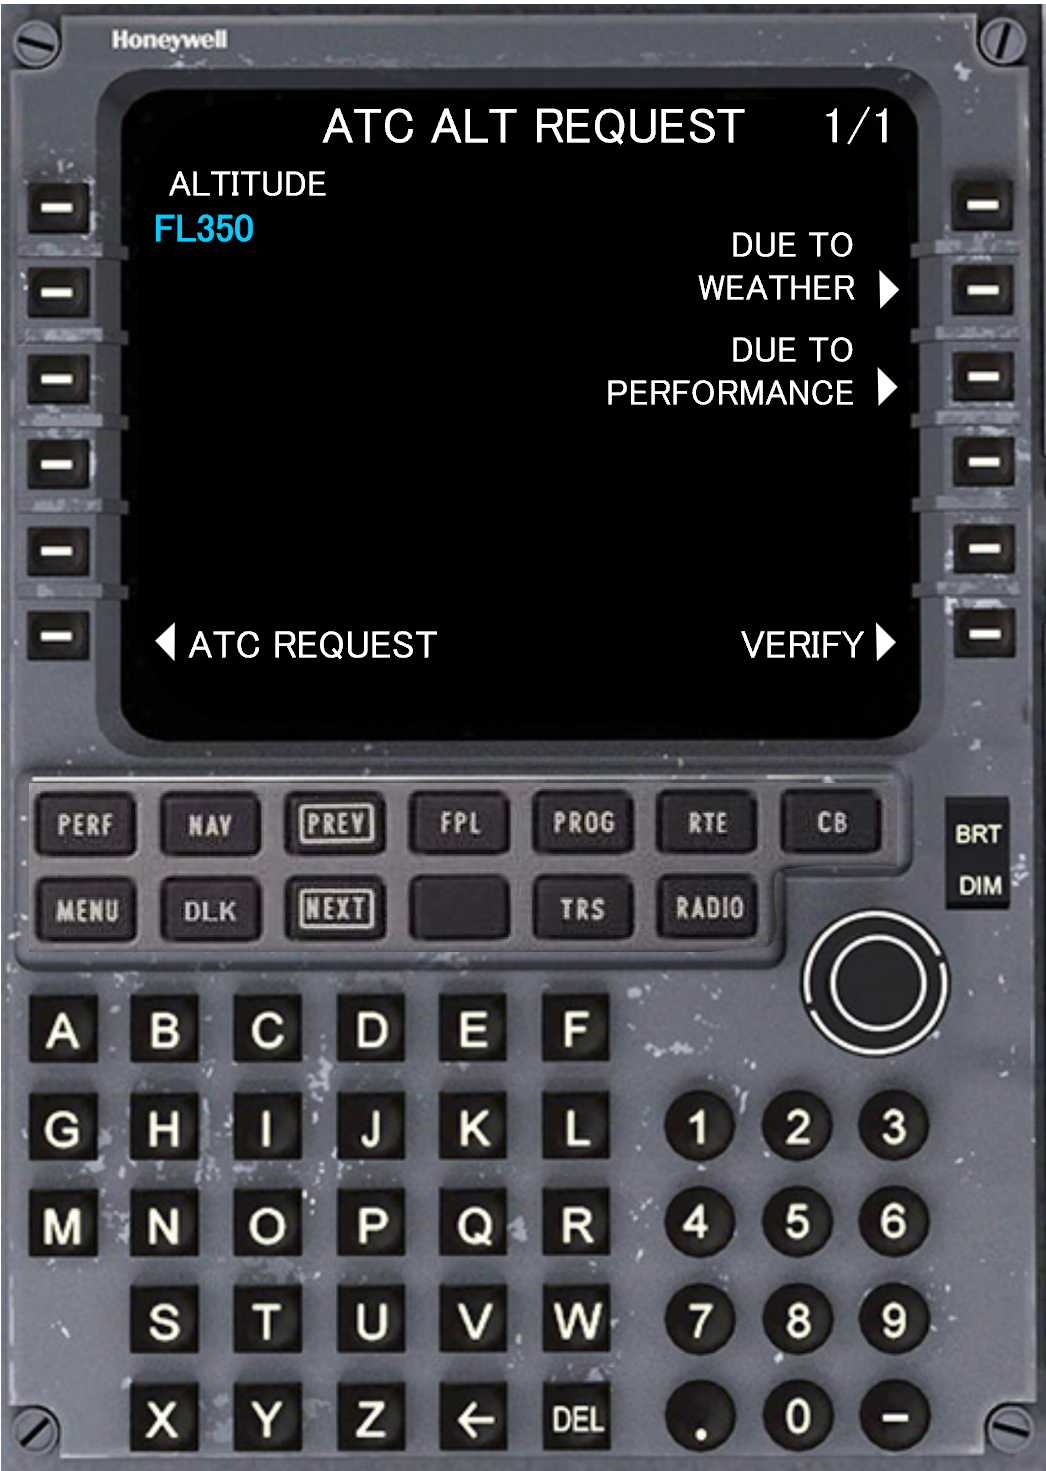 Honeywell
ATC ALT REQUEST 1/1
ALTITUDE
FL350
DUE TO
WEATHER
DUE TO
PERFORMANCE
ATC REQUEST VERIFY
PERF NAV PREV FPL PROG RTE CB
BRT
MENU DLK NEXT TRS RADIO
DIM
A B C D E F
G H I J K L 1 2 3
M N O P Q R 4 5 6
S T U V W 7 8 9
X Y Z ← DEL . 0 -